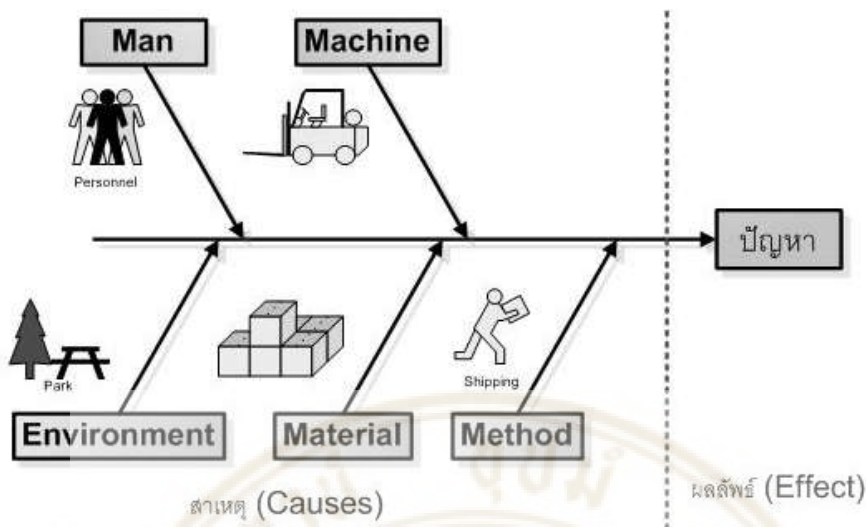 Man
Machine
Personnel
ปัญหา
Park
Shipping
Environment
Material
Method
สาเหตุ (Causes)
ผลลัพธ์ (Effect)